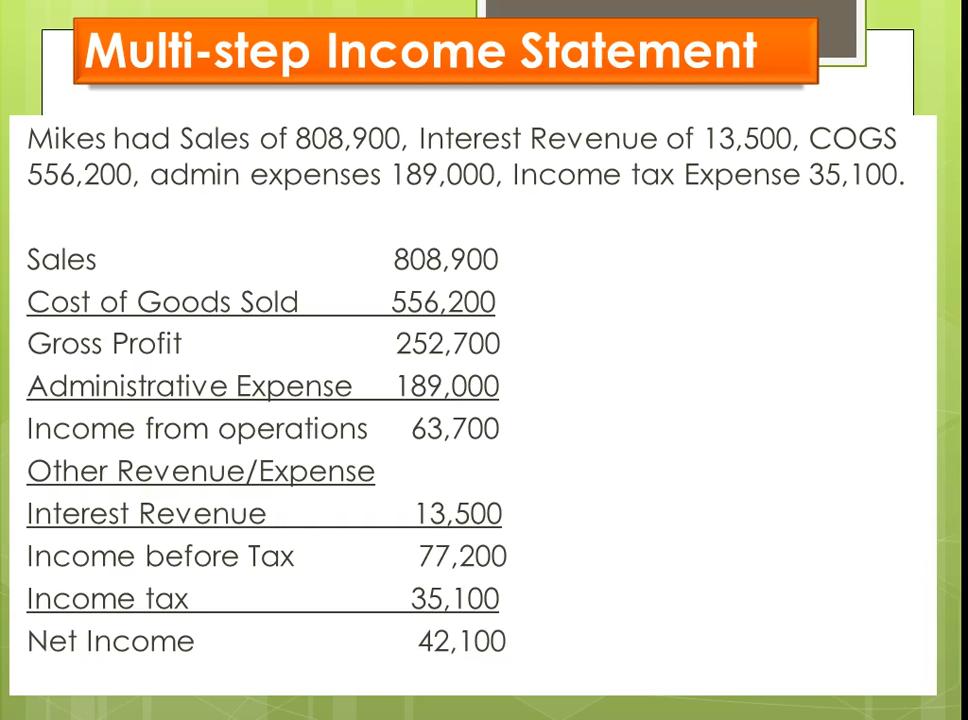 Multi-step Income Statement
Mikes had Sales of 808,900, Interest Revenue of 13,500, COGS
556,200, admin expenses 189,000, Income tax Expense 35,100.
Sales 808,900
Cost of Goods Sold 556,200
Gross Profit 252,700
Administrative Expense 189,000
Income from operations 63,700
Other Revenue/Expense
Interest Revenue 13,500
Income before Tax 77,200
Income tax 35,100
Net Income 42,100